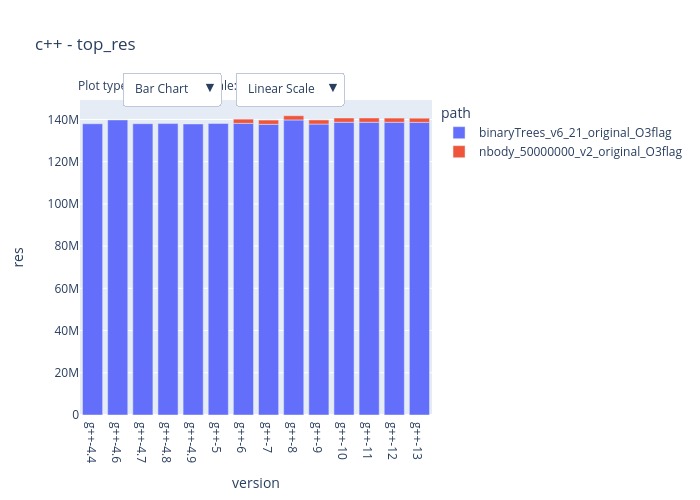 c++ - top_res
Plot type
Bar Chart ▼
ale:
Linear Scale ▼
path
binaryTrees_v6_21_original_O3flag
nbody_50000000_v2_original_O3flag
140M
120M
100M
80M
60M
40M
20M
0
res
g++-4.4
g++-4.6
g++-4.7
g++-4.8
g++-4.9
g++-5
g++-6
g++-7
g++-8
g++-9
g++-10
g++-11
g++-12
g++-13
version